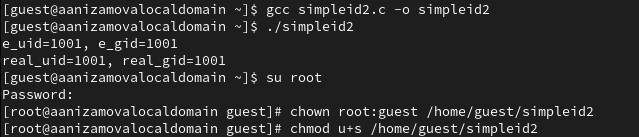 [guest@aanizamovalocaldomain ~]$ gcc simpleid2.c -o simpleid2
[guest@aanizamovalocaldomain ~]$ ./simpleid2
e_uid=1001, e_gid=1001
real_uid=1001, real_gid=1001
[guest@aanizamovalocaldomain ~]$ su root
Password:
[root@aanizamovalocaldomain guest]# chown root:guest /home/guest/simpleid2
[root@aanizamovalocaldomain guest]# chmod u+s /home/guest/simpleid2